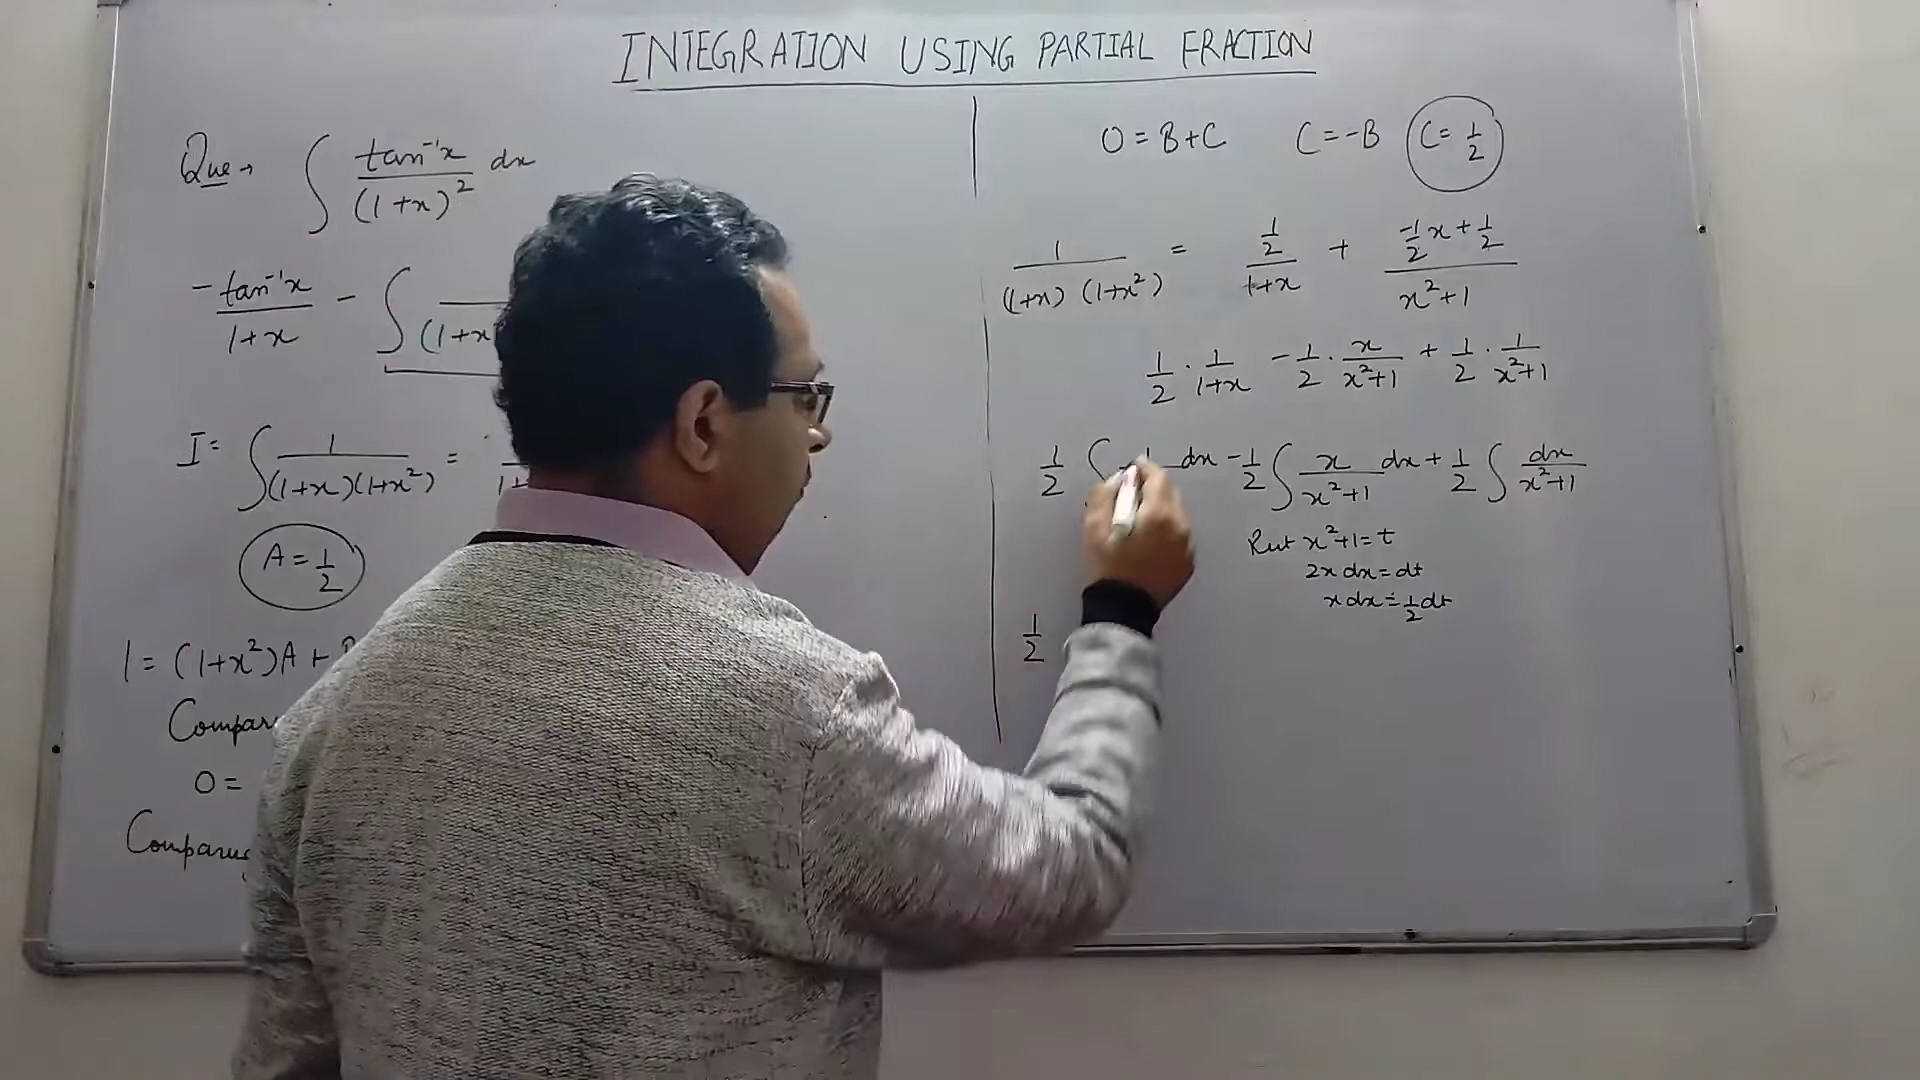 INTEGRATION USING PARTIAL FRACTION
Que → ∫ tan⁻¹x / (1+x)² dx
- tan⁻¹x / 1+x - ∫ / (1+x
I = ∫ 1 / (1+x)(1+x²) =
A = 1/2
1 = (1+x²)A +
Compar
0 =
Compari
0 = B+C C = -B C = 1/2
1 / (1+x) (1+x²) = 1/2 / 1+x + -1/2 x + 1/2 / x²+1
1/2 · 1/1+x - 1/2 · x/x²+1 + 1/2 · 1/x²+1
1/2 ∫ 1 dx - 1/2 ∫ x/x²+1 dx + 1/2 ∫ dx/x²+1
Put x²+1 = t
2x dx = dt
x dx = 1/2 dt
1/2